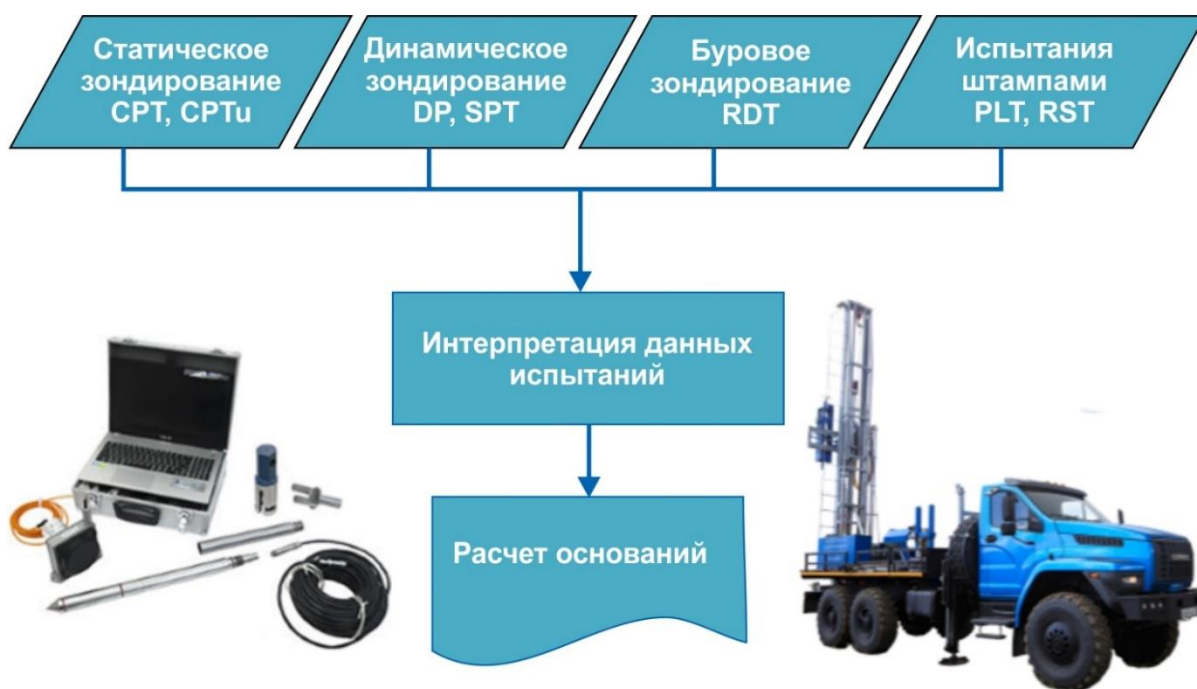 Статическое
зондирование
CPT, CPTu
Динамическое
зондирование
DP, SPT
Буровое
зондирование
RDT
Испытания
штампами
PLT, RST
Интерпретация данных
испытаний
Расчет оснований